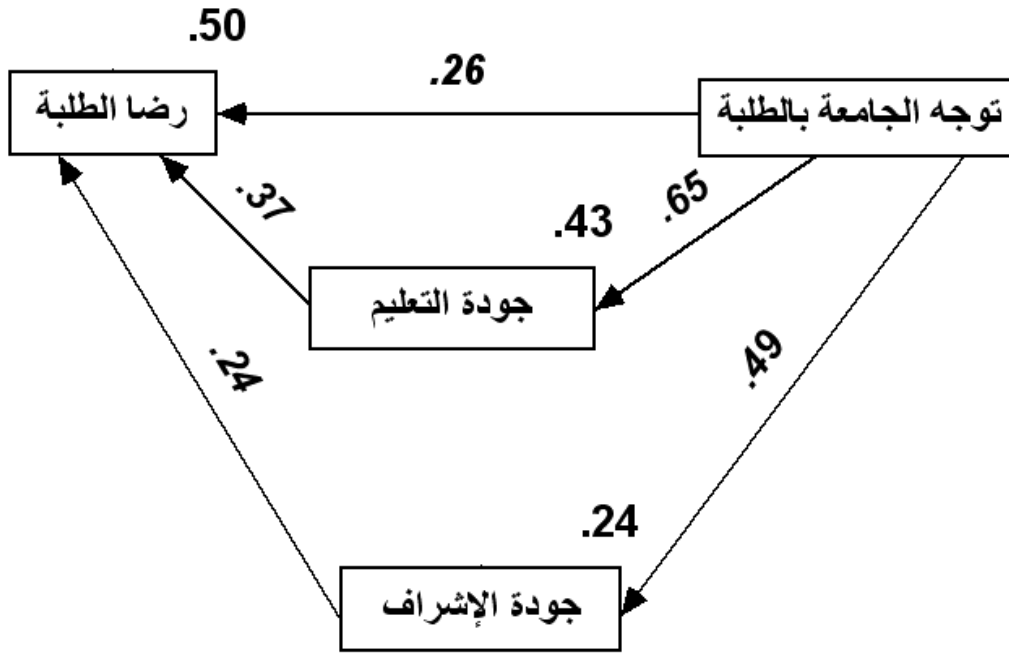 .50
.26
توجه الجامعة بالطلبة
رضا الطلبة
.37
.65
.43
جودة التعليم
.24
.49
.24
جودة الإشراف